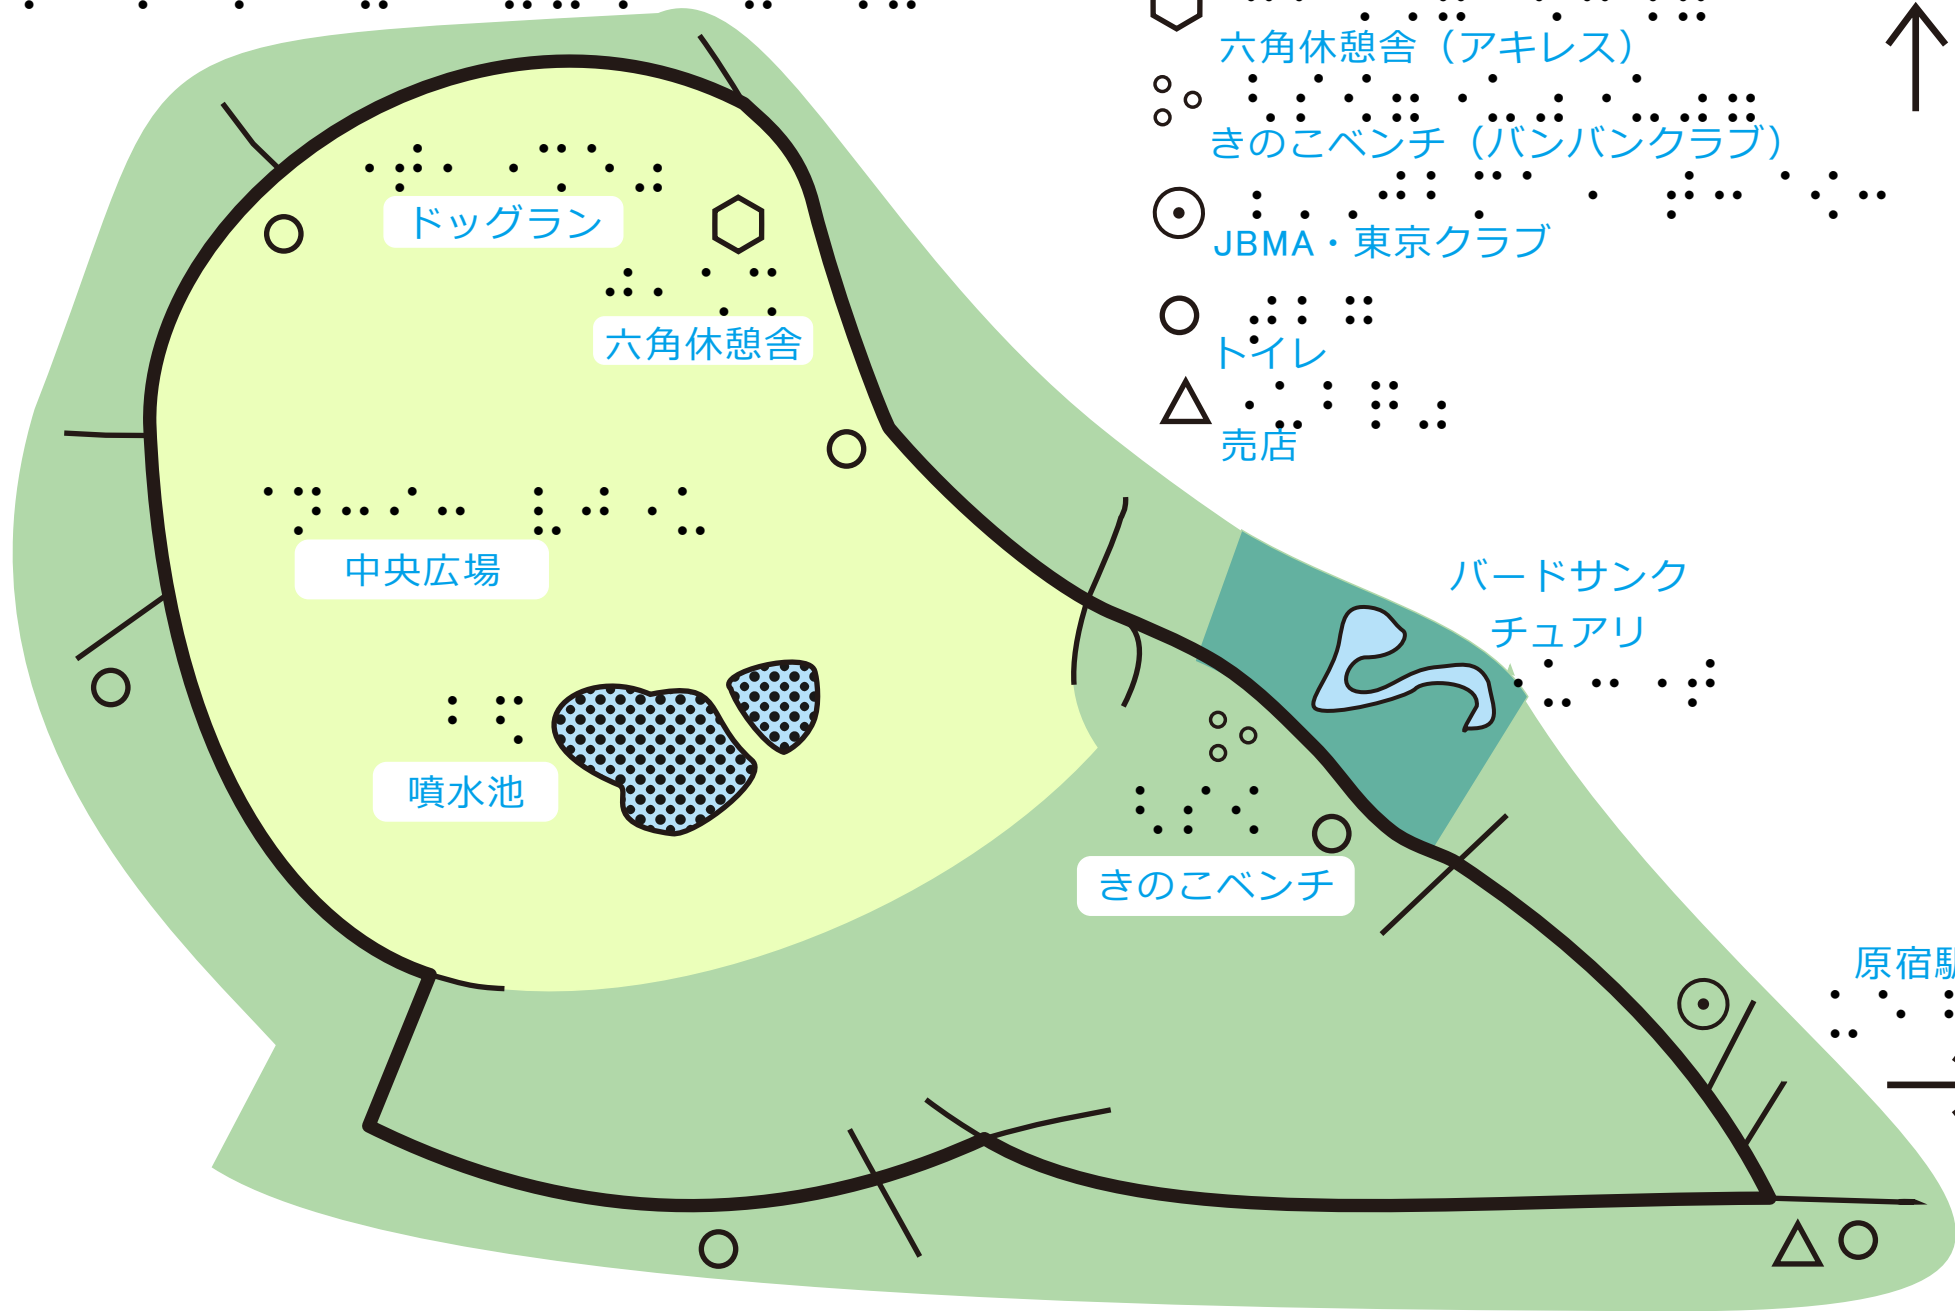 六角休憩舎（アキレス）
きのこベンチ（バンバンクラブ）
JBMA・東京クラブ
トイレ
売店
ドッグラン
六角休憩舎
中央広場
バードサンク
チュアリ
噴水池
きのこベンチ
原宿駅